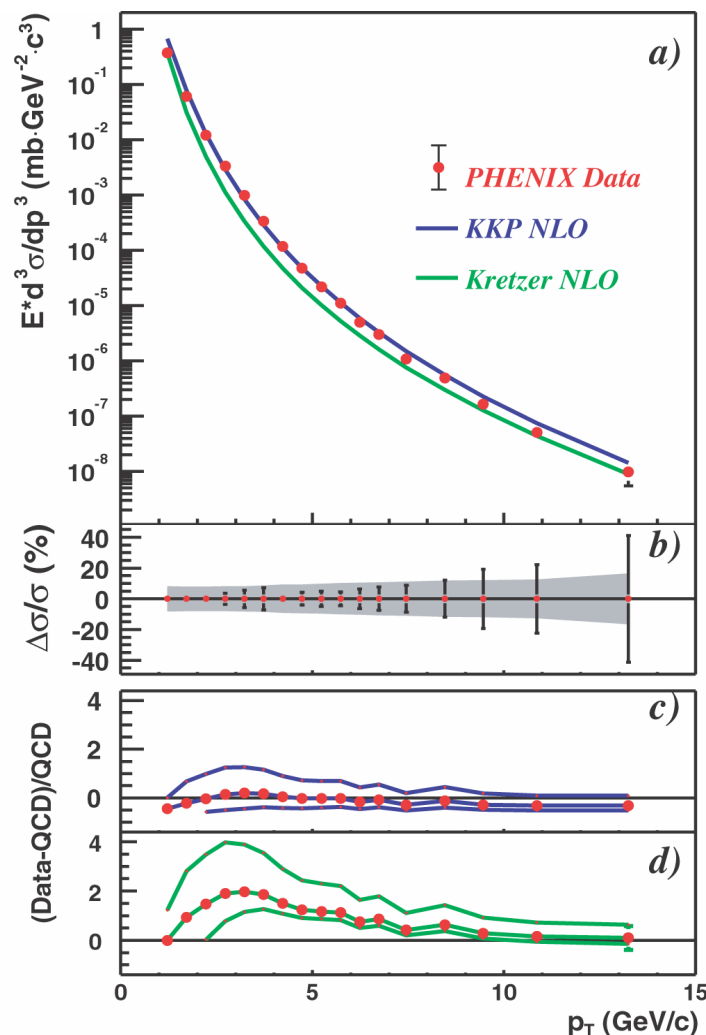 a)
E*d³σ/dp³ (mb·GeV⁻²·c³)
1
10⁻¹
10⁻²
10⁻³
10⁻⁴
10⁻⁵
10⁻⁶
10⁻⁷
10⁻⁸
PHENIX Data
KKP NLO
Kretzer NLO
b)
Δσ/σ (%)
40
20
0
-20
-40
c)
(Data-QCD)/QCD
4
2
0
d)
4
2
0
0 5 10 15
p_T (GeV/c)